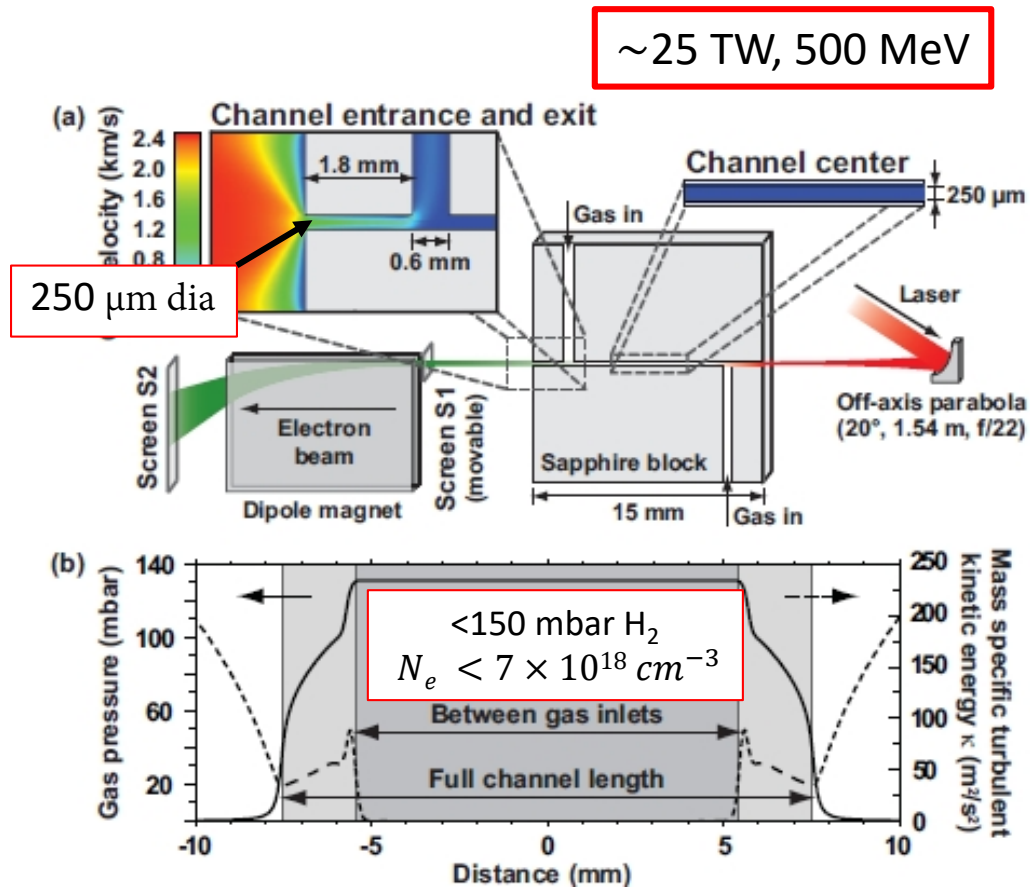 ~25 TW, 500 MeV
(a)
Channel entrance and exit
2.4
2.0
1.6
1.2
0.8
elocity (km/s)
1.8 mm
0.6 mm
250 μm dia
Channel center
250 μm
Gas in
Laser
Off-axis parabola
(20°, 1.54 m, f/22)
Screen S2
Electron
beam
Dipole magnet
Screen S1
(movable)
Sapphire block
15 mm
Gas in
(b)
Gas pressure (mbar)
140
100
60
20
<150 mbar H₂
Nₑ < 7 × 10¹⁸ cm⁻³
Between gas inlets
Full channel length
250
200
150
100
50
0
Mass specific turbulent
kinetic energy κ (m²/s²)
-10
-5
0
5
10
Distance (mm)